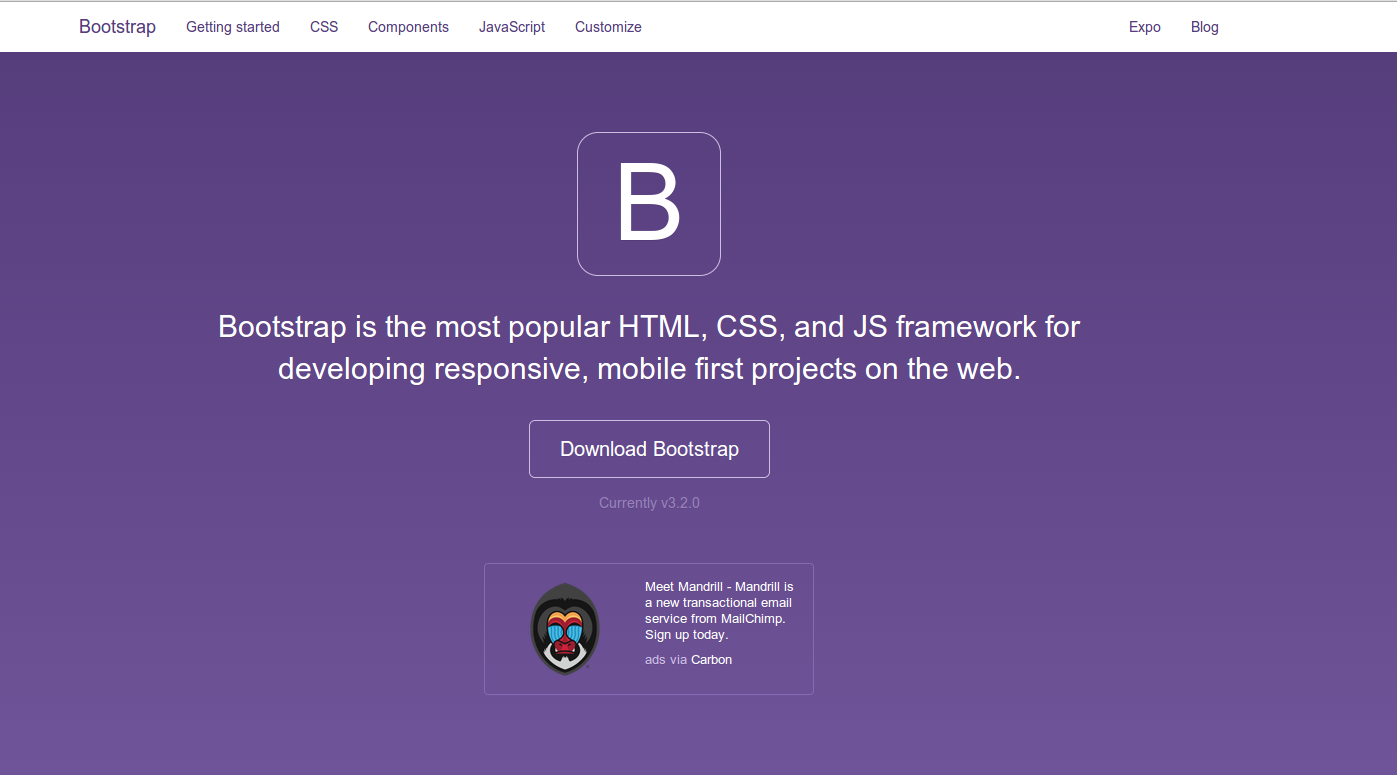 Bootstrap Getting started CSS Components JavaScript Customize Expo Blog
B
Bootstrap is the most popular HTML, CSS, and JS framework for
developing responsive, mobile first projects on the web.
Download Bootstrap
Currently v3.2.0
Meet Mandrill - Mandrill is
a new transactional email
service from MailChimp.
Sign up today.
ads via Carbon